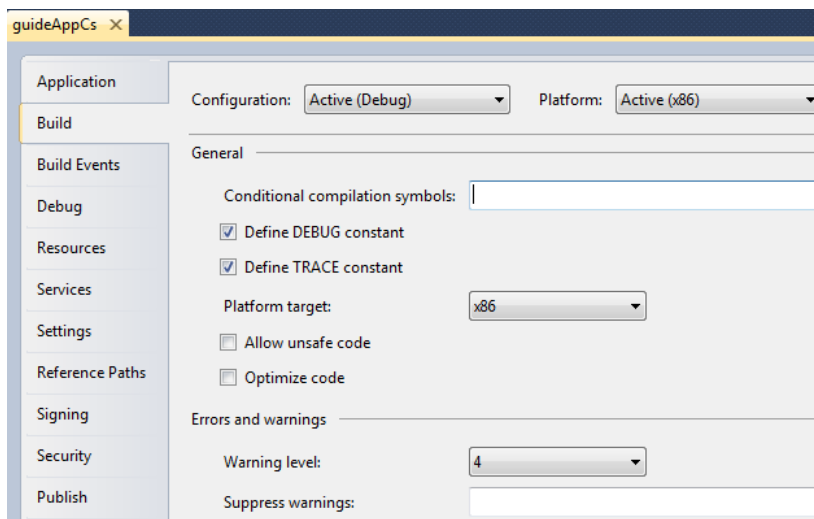 guideAppCs
Application
Build
Build Events
Debug
Resources
Services
Settings
Reference Paths
Signing
Security
Publish
Configuration: Active (Debug) Platform: Active (x86)
General
Conditional compilation symbols:
Define DEBUG constant
Define TRACE constant
Platform target: x86
Allow unsafe code
Optimize code
Errors and warnings
Warning level: 4
Suppress warnings: